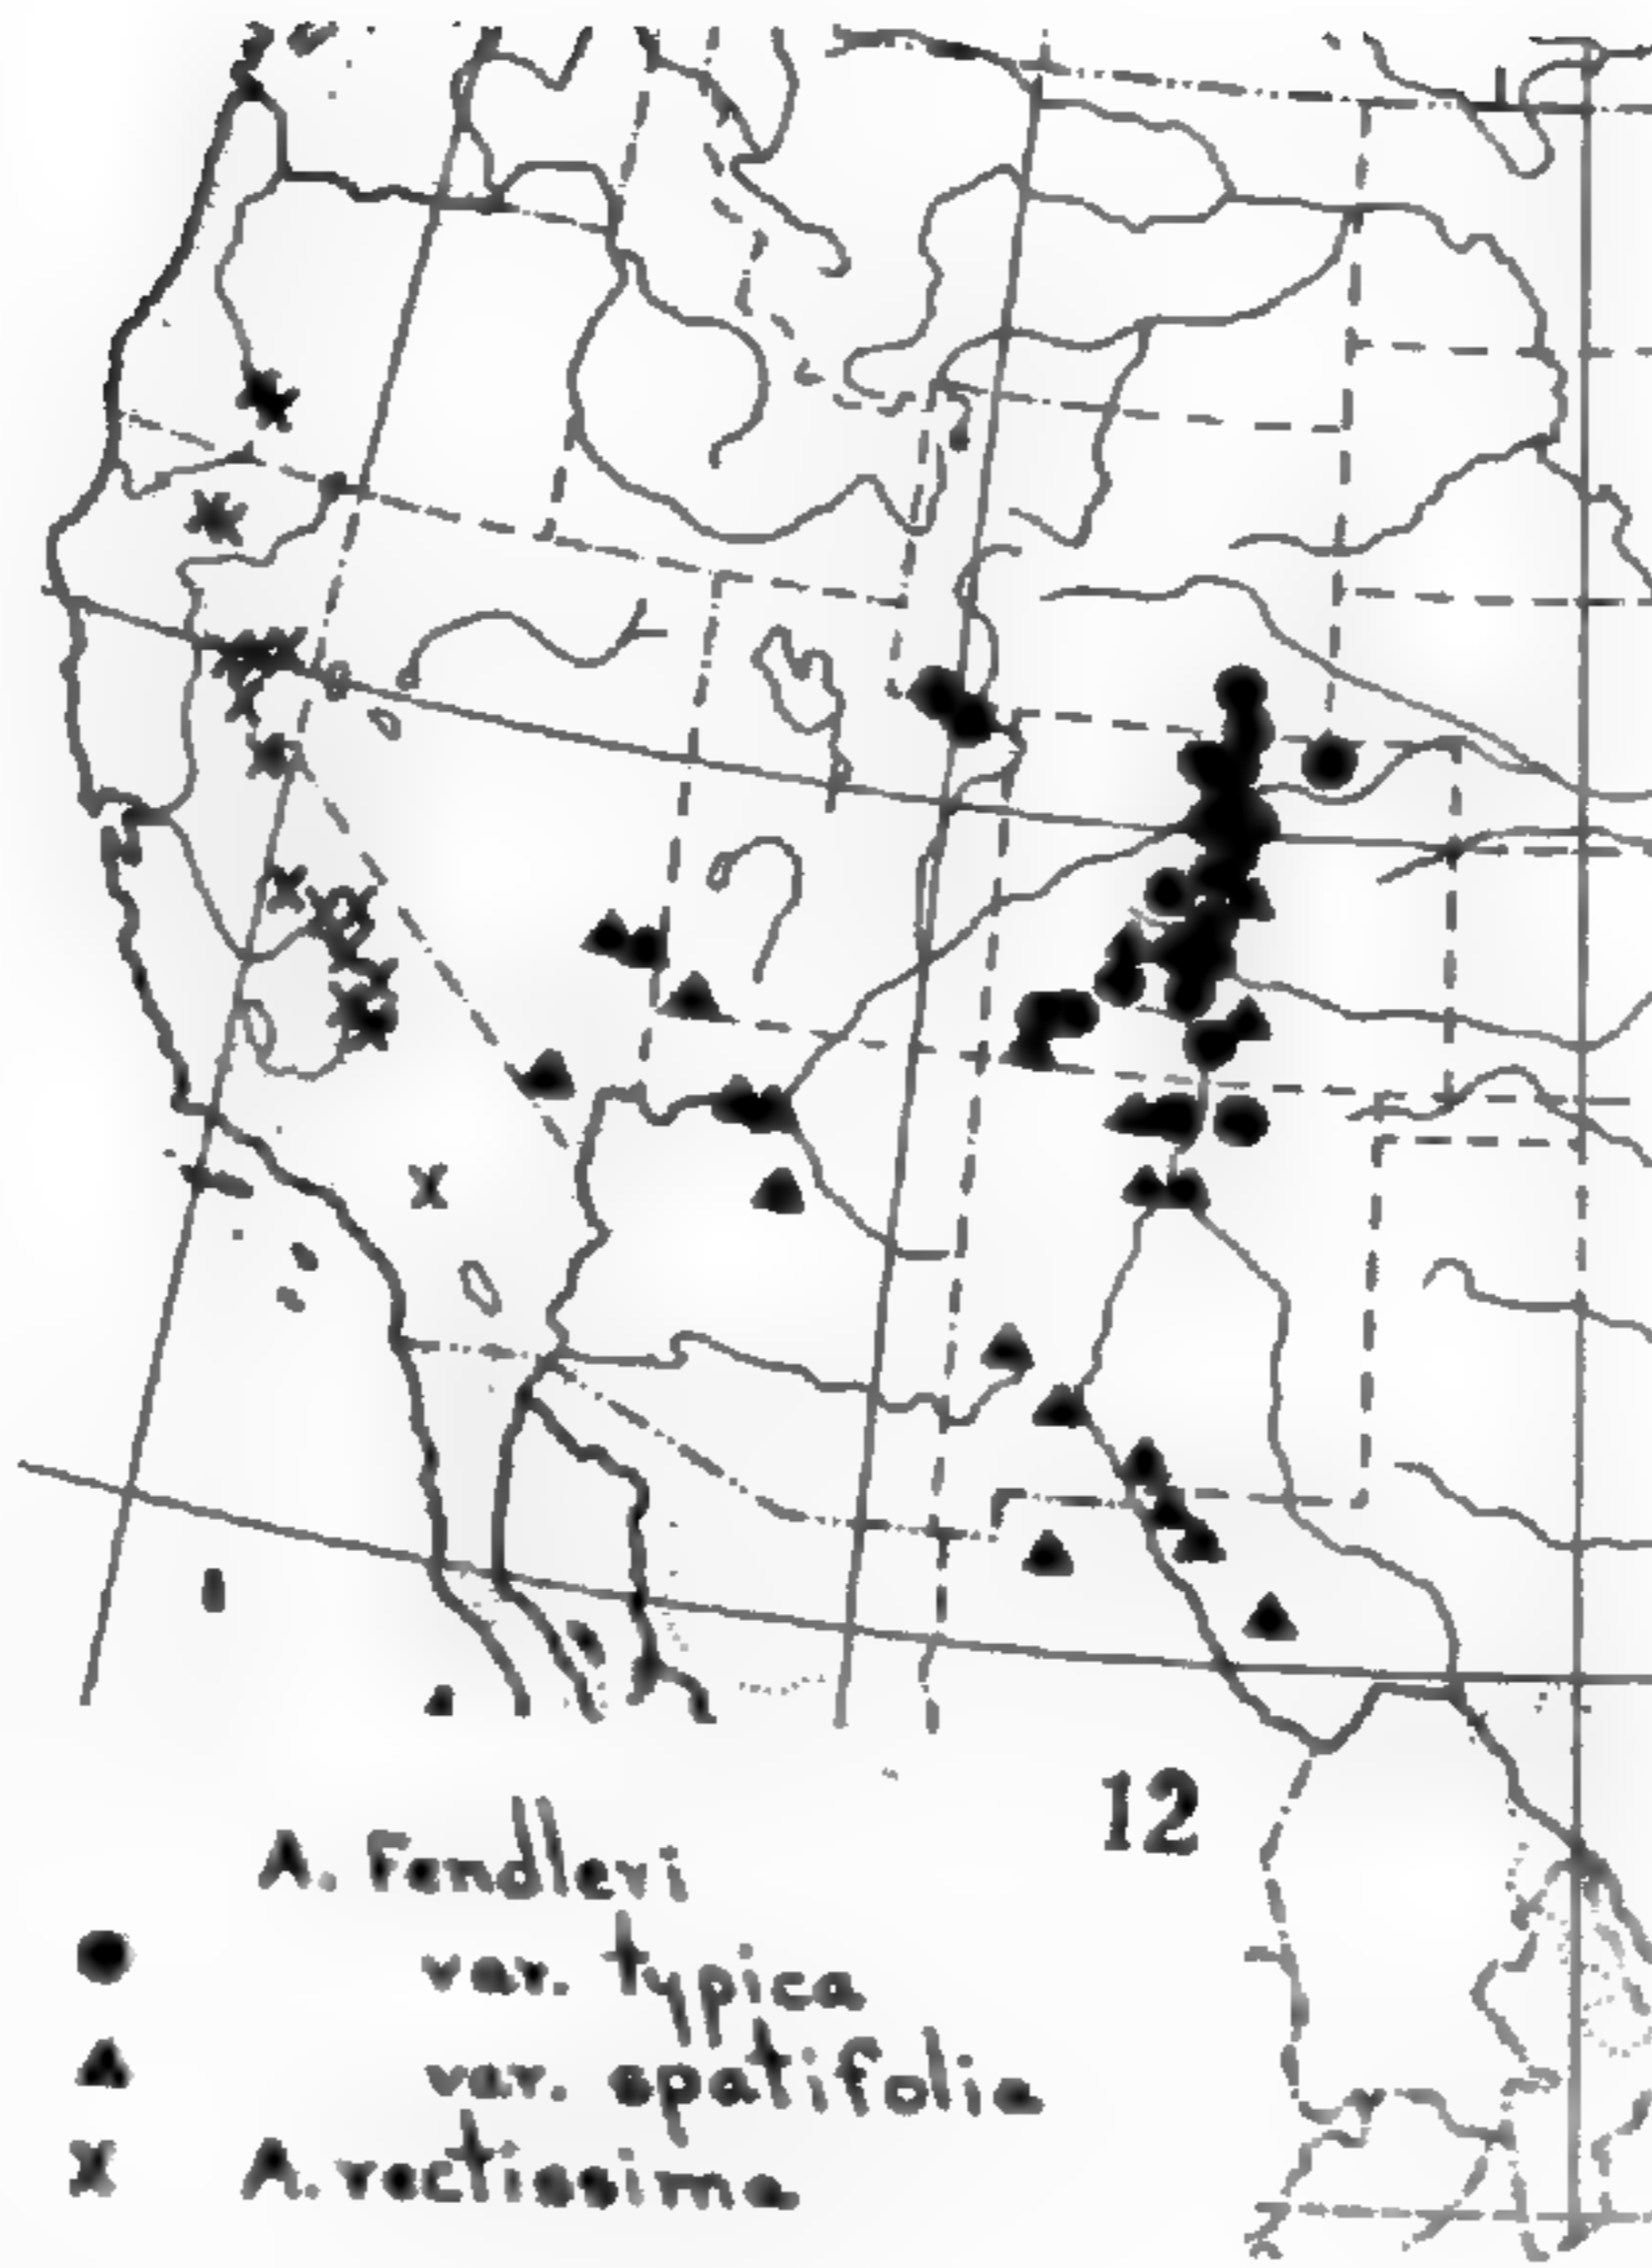 12
A. Fendleri
var. typica
var. spatifolia
x A. rectissima